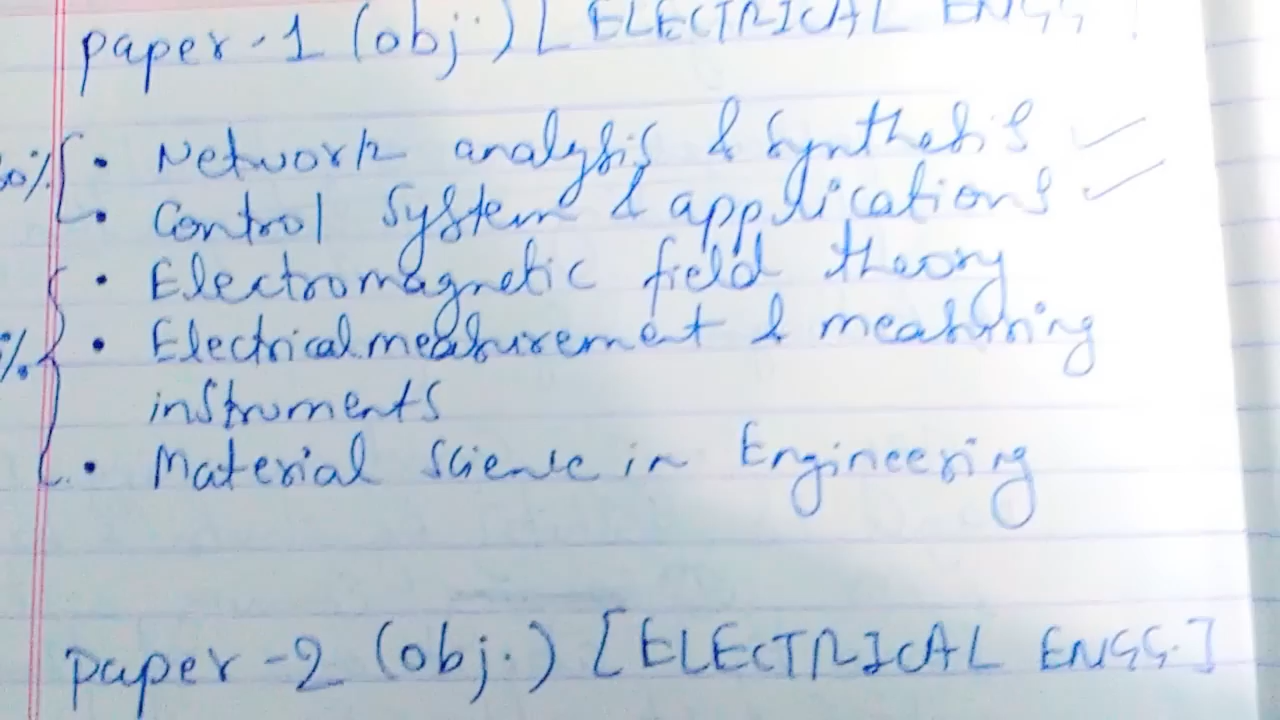 paper-1 (obj.) [ELECTRICAL ENGG.
• Network analysis & Synthesis
• Control System & applications
• Electromagnetic field theory
• Electrical measurement & measuring
instruments
• Material Science in Engineering
paper-2 (obj.) [ELECTRICAL ENGG.]